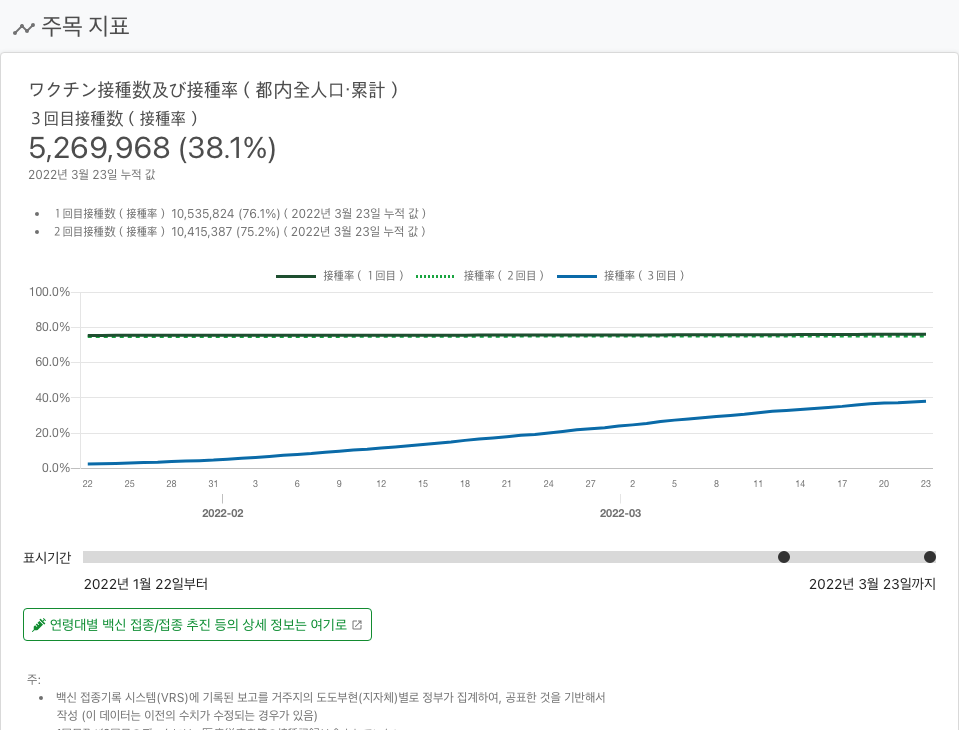 주목 지표
ワクチン接種数及び接種率(都内全人口·累計)
3回目接種数(接種率)
5,269,968 (38.1%)
2022년 3월 23일 누적 값
• 1回目接種数(接種率) 10,535,824 (76.1%)(2022년 3월 23일 누적 값)
• 2回目接種数(接種率) 10,415,387 (75.2%)(2022년 3월 23일 누적 값)
接種率(1回目) 接種率(2回目) 接種率(3回目)
100.0%
80.0%
60.0%
40.0%
20.0%
0.0%
22 25 28 31 3 6 9 12 15 18 21 24 27 2 5 8 11 14 17 20 23
2022-02 2022-03
표시기간
2022년 1월 22일부터 2022년 3월 23일까지
연령대별 백신 접종/접종 추진 등의 상세 정보는 여기로
주:
• 백신 접종기록 시스템(VRS)에 기록된 보고를 거주지의 도도부현(지자체)별로 정부가 집계하여, 공표한 것을 기반해서
작성 (이 데이터는 이전의 수치가 수정되는 경우가 있음)